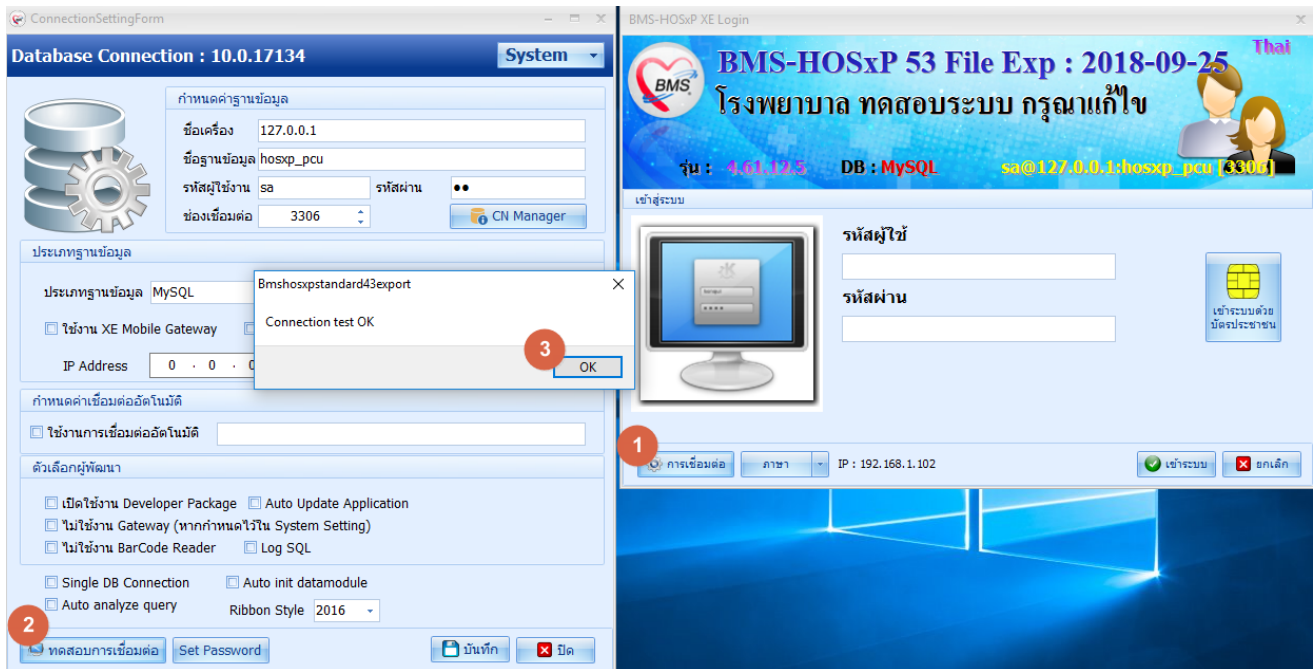 ConnectionSettingForm
Database Connection : 10.0.17134
System
กำหนดค่าฐานข้อมูล
ชื่อเครื่อง 127.0.0.1
ชื่อฐานข้อมูล hosxp_pcu
รหัสผู้ใช้งาน sa รหัสผ่าน ●●
ช่องเชื่อมต่อ 3306 CN Manager
ประเภทฐานข้อมูล
ประเภทฐานข้อมูล MySQL
ใช้งาน XE Mobile Gateway
IP Address 0 . 0 . 0
กำหนดค่าเชื่อมต่ออัตโนมัติ
ใช้งานการเชื่อมต่ออัตโนมัติ
ตัวเลือกผู้พัฒนา
เปิดใช้งาน Developer Package Auto Update Application
ไม่ใช้งาน Gateway (หากกำหนดไว้ใน System Setting)
ไม่ใช้งาน BarCode Reader Log SQL
Single DB Connection Auto init datamodule
Auto analyze query Ribbon Style 2016
2
ทดสอบการเชื่อมต่อ Set Password บันทึก ปิด
Bmshosxpstandard43export
Connection test OK
3
OK
BMS-HOSxP XE Login
Thai
BMS
BMS-HOSxP 53 File Exp : 2018-09-25
โรงพยาบาล ทดสอบระบบ กรุณาแก้ไข
รุ่น : 4.61.12.5 DB : MySQL sa@127.0.0.1:hosxp_pcu [3306]
เข้าสู่ระบบ
รหัสผู้ใช้
รหัสผ่าน
เข้าระบบด้วย
บัตรประชาชน
1
การเชื่อมต่อ ภาษา IP : 192.168.1.102 เข้าระบบ ยกเลิก